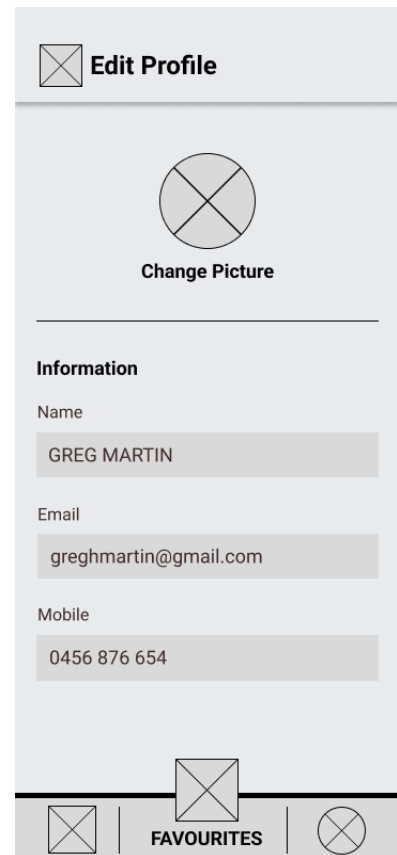 Edit Profile
Change Picture
Information
Name
GREG MARTIN
Email
greghmartin@gmail.com
Mobile
0456 876 654
FAVOURITES